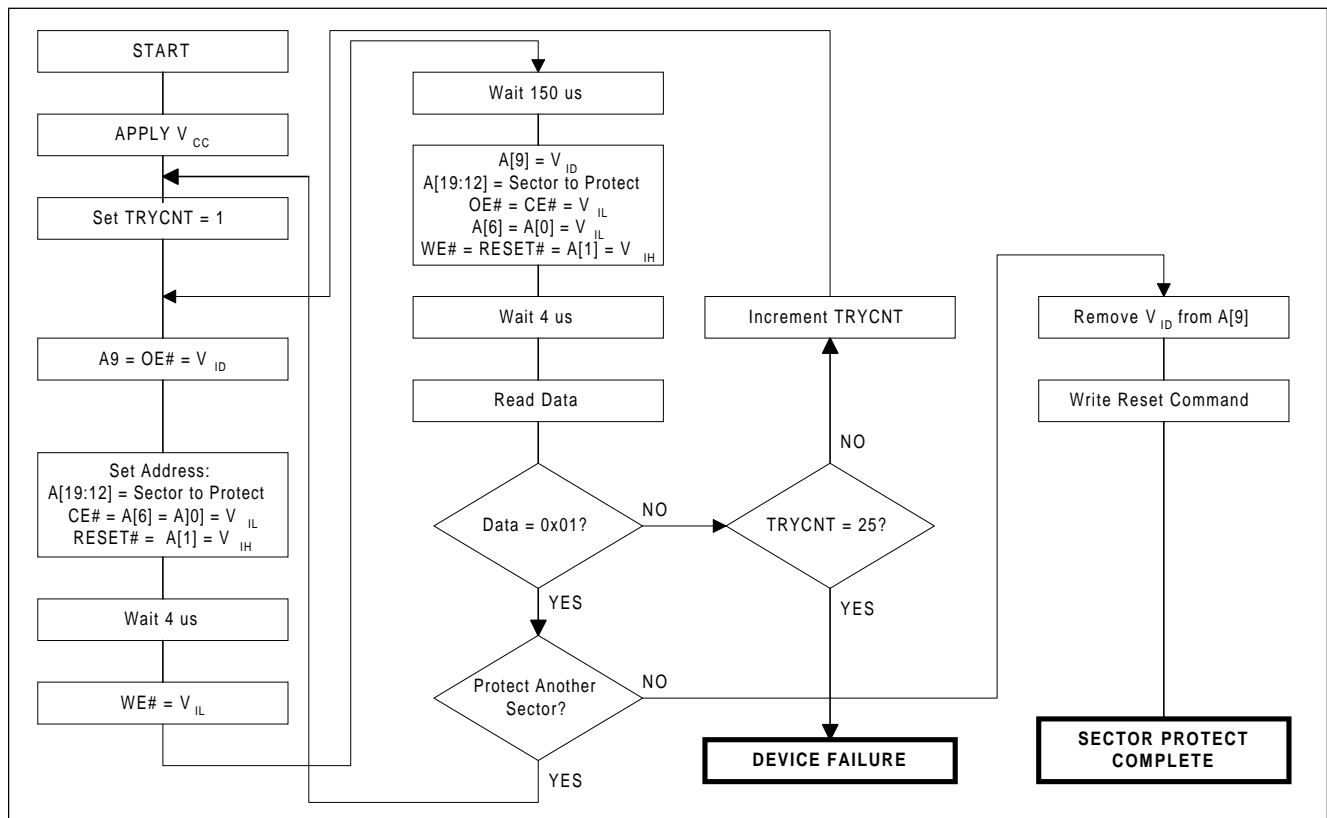 START
APPLY V CC
Set TRYCNT = 1
A9 = OE# = V ID
Set Address:
A[19:12] = Sector to Protect
CE# = A[6] = A]0] = V IL
RESET# = A[1] = V IH
Wait 4 us
WE# = V IL
Wait 150 us
A[9] = V ID
A[19:12] = Sector to Protect
OE# = CE# = V IL
A[6] = A[0] = V IL
WE# = RESET# = A[1] = V IH
Wait 4 us
Read Data
Data = 0x01?
NO
YES
Protect Another
Sector?
NO
YES
Increment TRYCNT
NO
TRYCNT = 25?
YES
DEVICE FAILURE
Remove V ID from A[9]
Write Reset Command
SECTOR PROTECT
COMPLETE